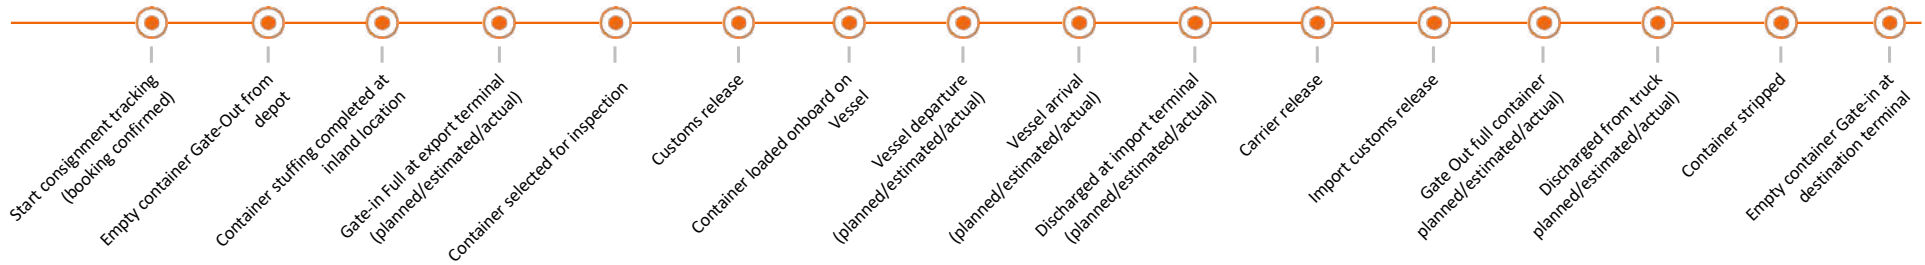 Start consignment tracking
(booking confirmed)
Empty container Gate-Out from
depot
Container stuffing completed at
inland location
Gate-in Full at export terminal
(planned/estimated/actual)
Container selected for inspection
Customs release
Container loaded onboard on
Vessel
Vessel departure
(planned/estimated/actual)
Vessel arrival
(planned/estimated/actual)
Discharged at import terminal
(planned/estimated/actual)
Carrier release
Import customs release
Gate Out full container
planned/estimated/actual)
Discharged from truck
planned/estimated/actual)
Container stripped
Empty container Gate-in at
destination terminal